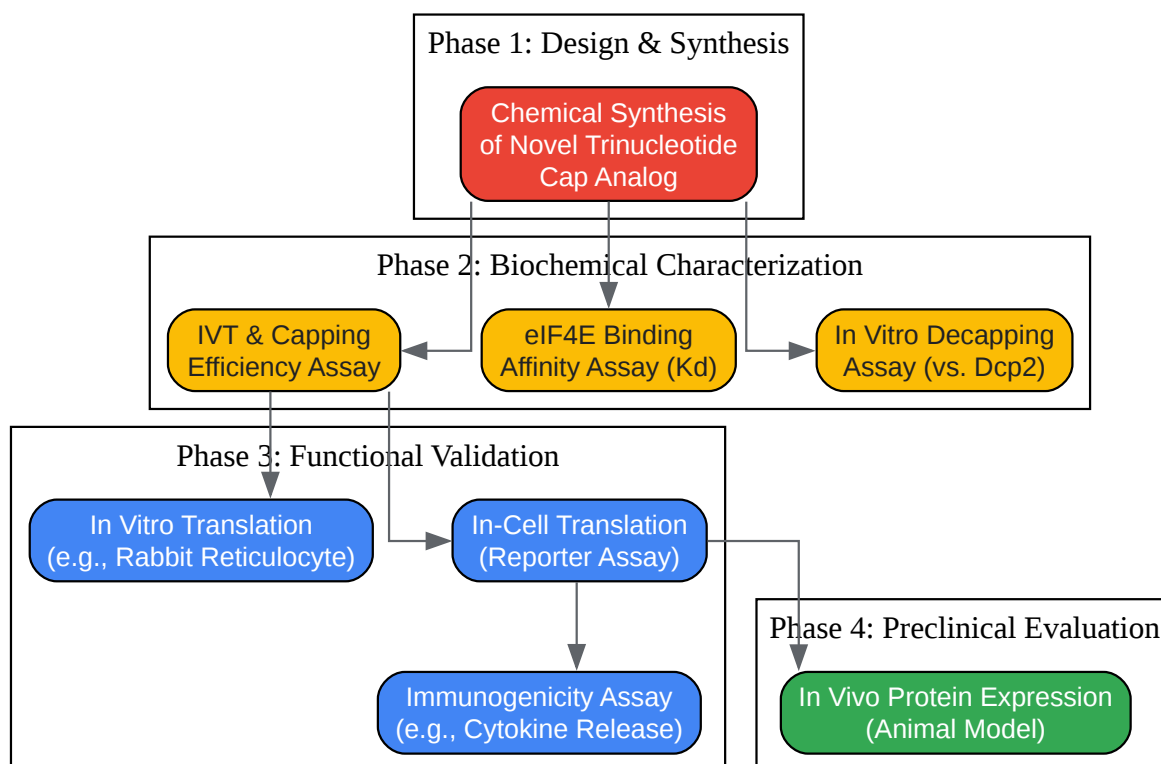 Phase 1: Design & Synthesis
Chemical Synthesis
of Novel Trinucleotide
Cap Analog
Phase 2: Biochemical Characterization
IVT & Capping
Efficiency Assay
eIF4E Binding
Affinity Assay (Kd)
In Vitro Decapping
Assay (vs. Dcp2)
Phase 3: Functional Validation
In Vitro Translation
(e.g., Rabbit Reticulocyte)
In-Cell Translation
(Reporter Assay)
Immunogenicity Assay
(e.g., Cytokine Release)
Phase 4: Preclinical Evaluation
In Vivo Protein Expression
(Animal Model)